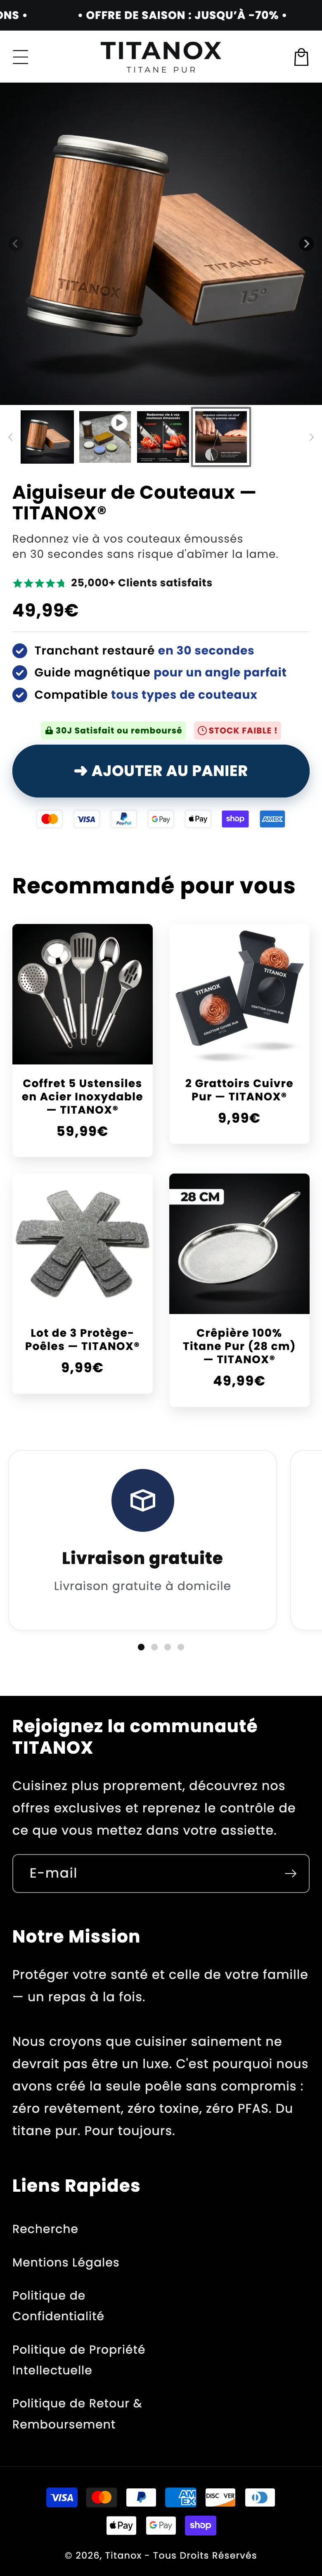 ONS •
• OFFRE DE SAISON : JUSQU'À -70% •
TITANOX
TITANE PUR
TITANOX
TITANOX
15°
Redonnez vie à vos
couteaux émoussés
Aiguiseur de Couteaux —
TITANOX®
Redonnez vie à vos couteaux émoussés
en 30 secondes sans risque d'abîmer la lame.
25,000+ Clients satisfaits
49,99€
Tranchant restauré en 30 secondes
Guide magnétique pour un angle parfait
Compatible tous types de couteaux
30J Satisfait ou remboursé
STOCK FAIBLE !
➜ AJOUTER AU PANIER
VISA
PayPal
G Pay
Pay
shop
AMEX
Recommandé pour vous
TITANOX
TITANOX
Coffret 5 Ustensiles
en Acier Inoxydable
— TITANOX®
59,99€
2 Grattoirs Cuivre
Pur — TITANOX®
9,99€
28 CM
Lot de 3 Protège-
Poêles — TITANOX®
9,99€
Crêpière 100%
Titane Pur (28 cm)
— TITANOX®
49,99€
Livraison gratuite
Livraison gratuite à domicile
Rejoignez la communauté
TITANOX
Cuisinez plus proprement, découvrez nos
offres exclusives et reprenez le contrôle de
ce que vous mettez dans votre assiette.
E-mail
Notre Mission
Protéger votre santé et celle de votre famille
— un repas à la fois.
Nous croyons que cuisiner sainement ne
devrait pas être un luxe. C'est pourquoi nous
avons créé la seule poêle sans compromis :
zéro revêtement, zéro toxine, zéro PFAS. Du
titane pur. Pour toujours.
Liens Rapides
Recherche
Mentions Légales
Politique de
Confidentialité
Politique de Propriété
Intellectuelle
Politique de Retour &
Remboursement
VISA
AMEX
DISCOVER
Pay
G Pay
shop
© 2026, Titanox - Tous Droits Réservés